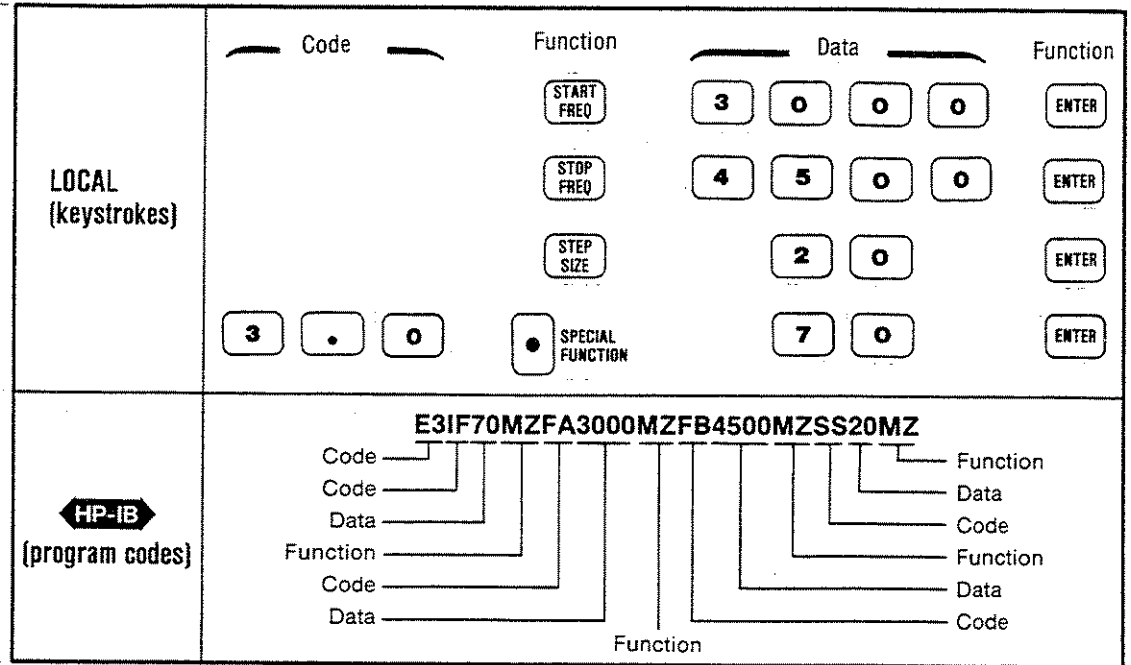 Code Function Data Function
START FREQ 3 0 0 0 ENTER
LOCAL (keystrokes)
STOP FREQ 4 5 0 0 ENTER
STEP SIZE 2 0 ENTER
3 . 0 SPECIAL FUNCTION 7 0 ENTER
HP-IB
(program codes)
E3IF70MZFA3000MZFB4500MZSS20MZ
Code Function
Code Data
Data Code
Function Function
Code Data
Data Code
Function